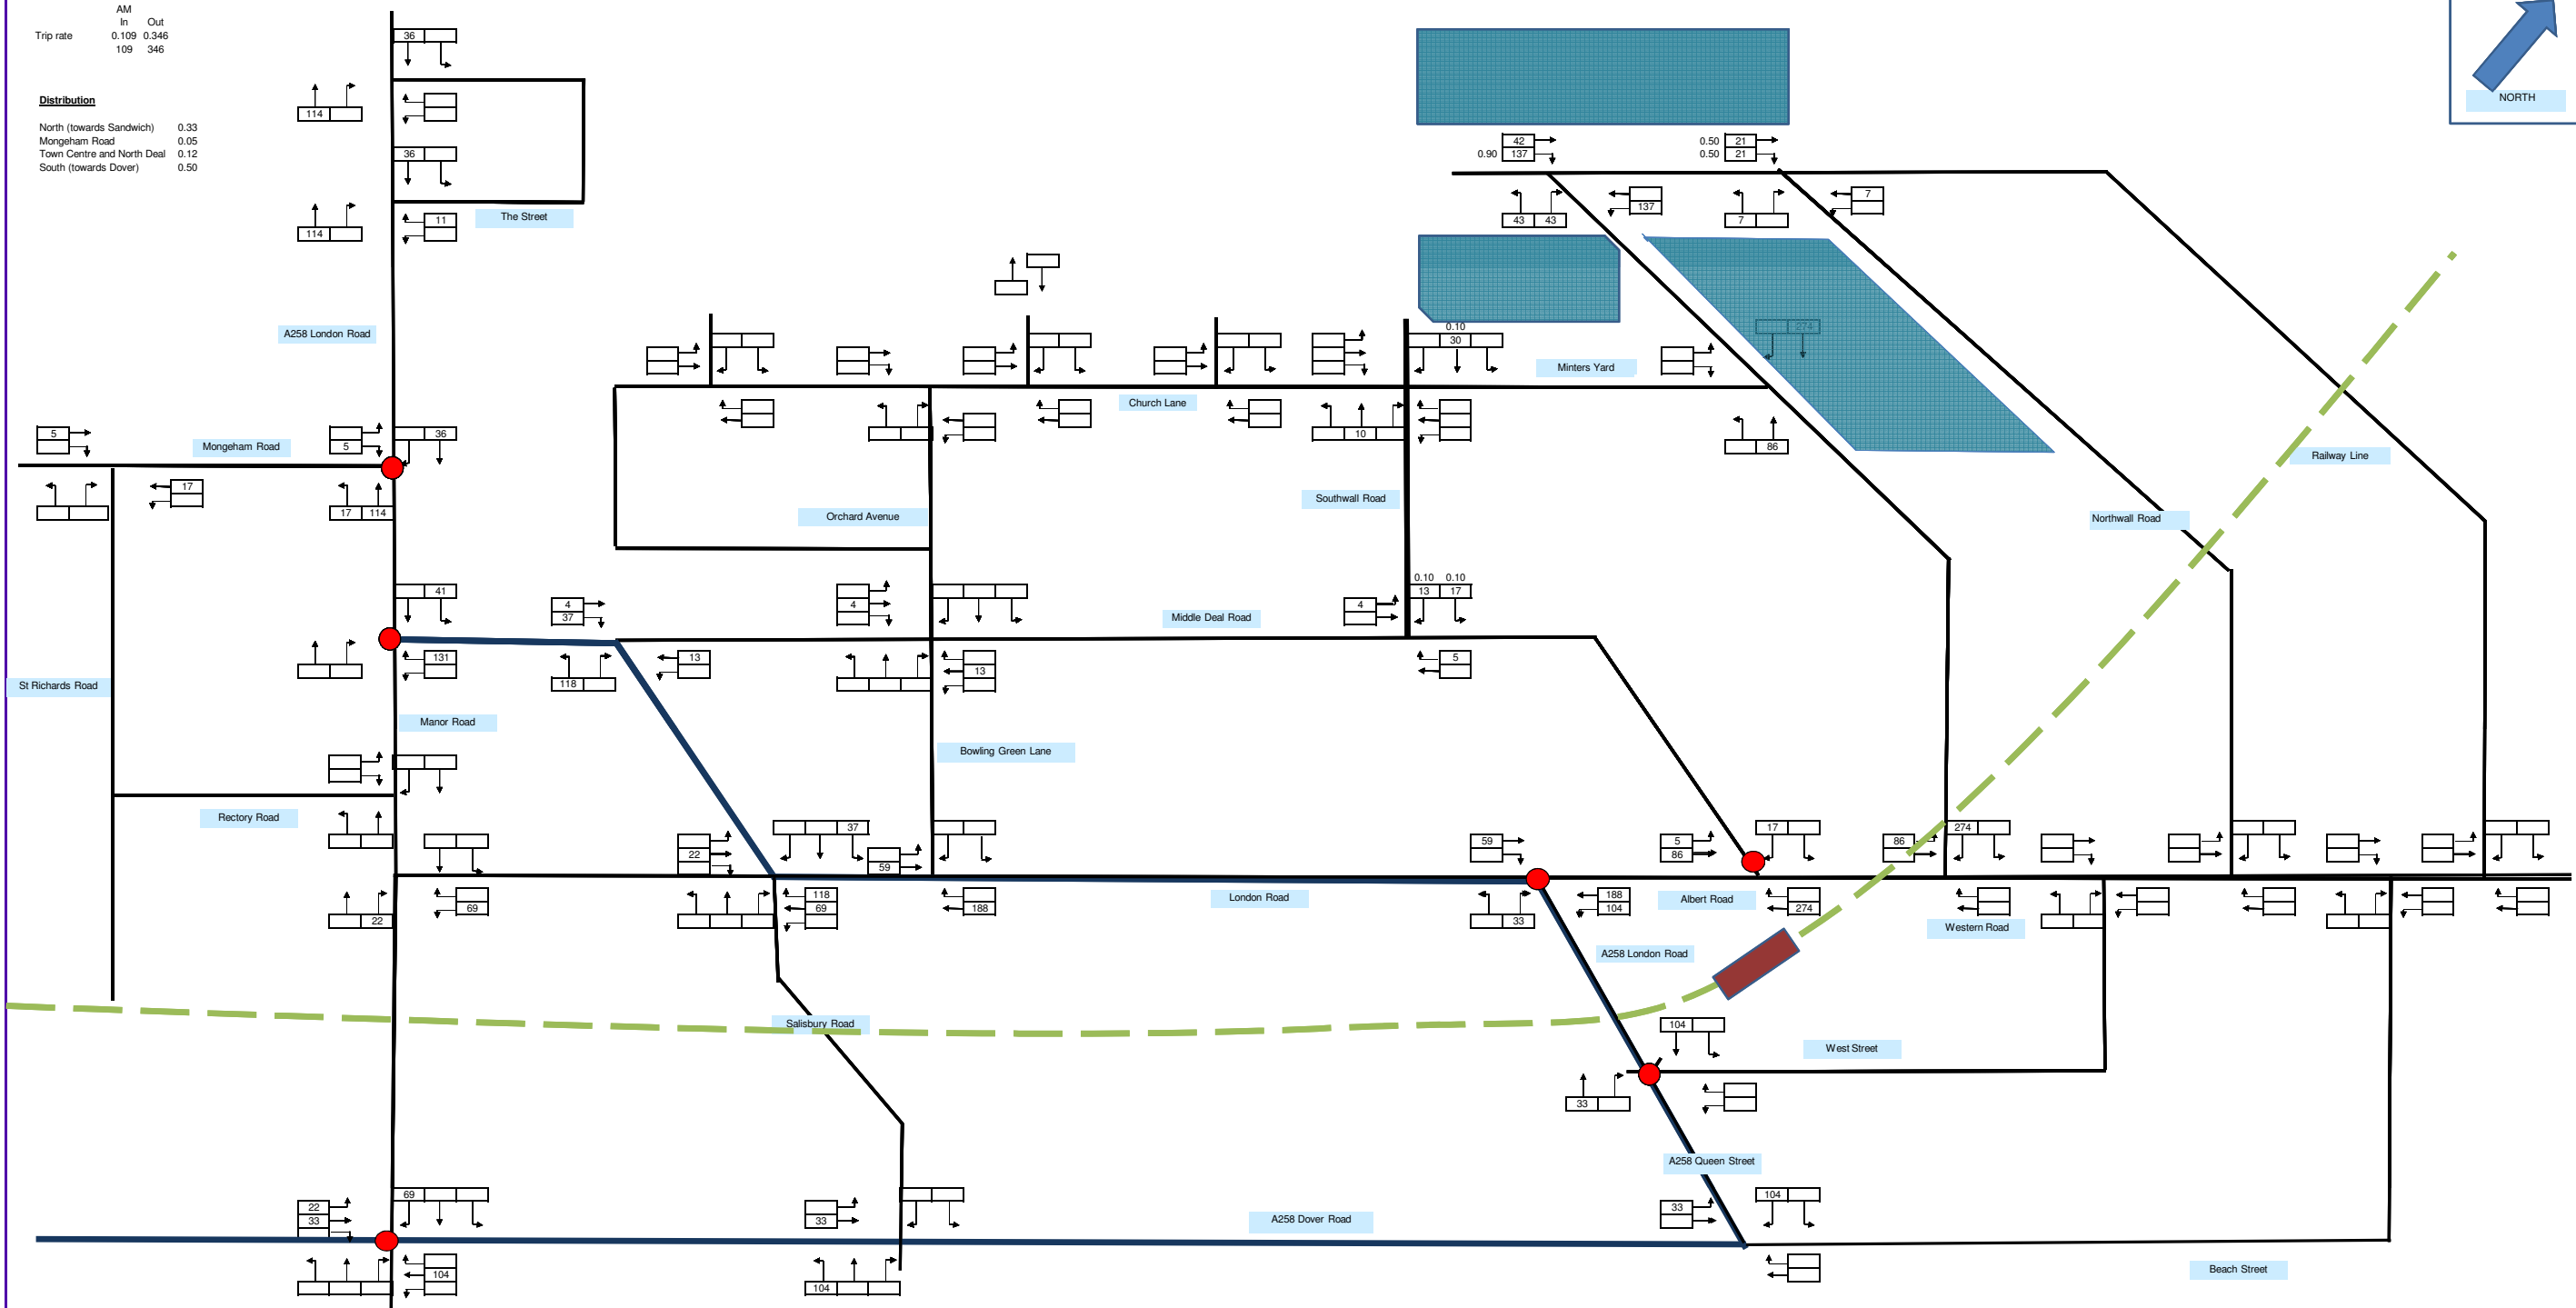 AM
In Out
Trip rate 0.109 0.346
109 346
Distribution
North (towards Sandwich) 0.33
Mongeham Road 0.05
Town Centre and North Deal 0.12
South (towards Dover) 0.50
NORTH
36
114
36
114
11
The Street
42
0.90 137
0.50 21
0.50 21
43 43
137
7
7
A258 London Road
274
0.10
30
Minters Yard
Church Lane
10
86
5
Mongeham Road
5
36
17
17 114
Railway Line
Southwall Road
Orchard Avenue
Northwall Road
41
4
37
4
0.10 0.10
13 17
4
Middle Deal Road
131
118
13
13
5
St Richards Road
Manor Road
Bowling Green Lane
Rectory Road
37
22
59
59
17
5
86
86
274
22
69
118
69
188
London Road
33
188
104
Albert Road
274
Western Road
A258 London Road
Salisbury Road
104
West Street
33
A258 Queen Street
69
22
33
33
A258 Dover Road
33
104
104
104
Beach Street